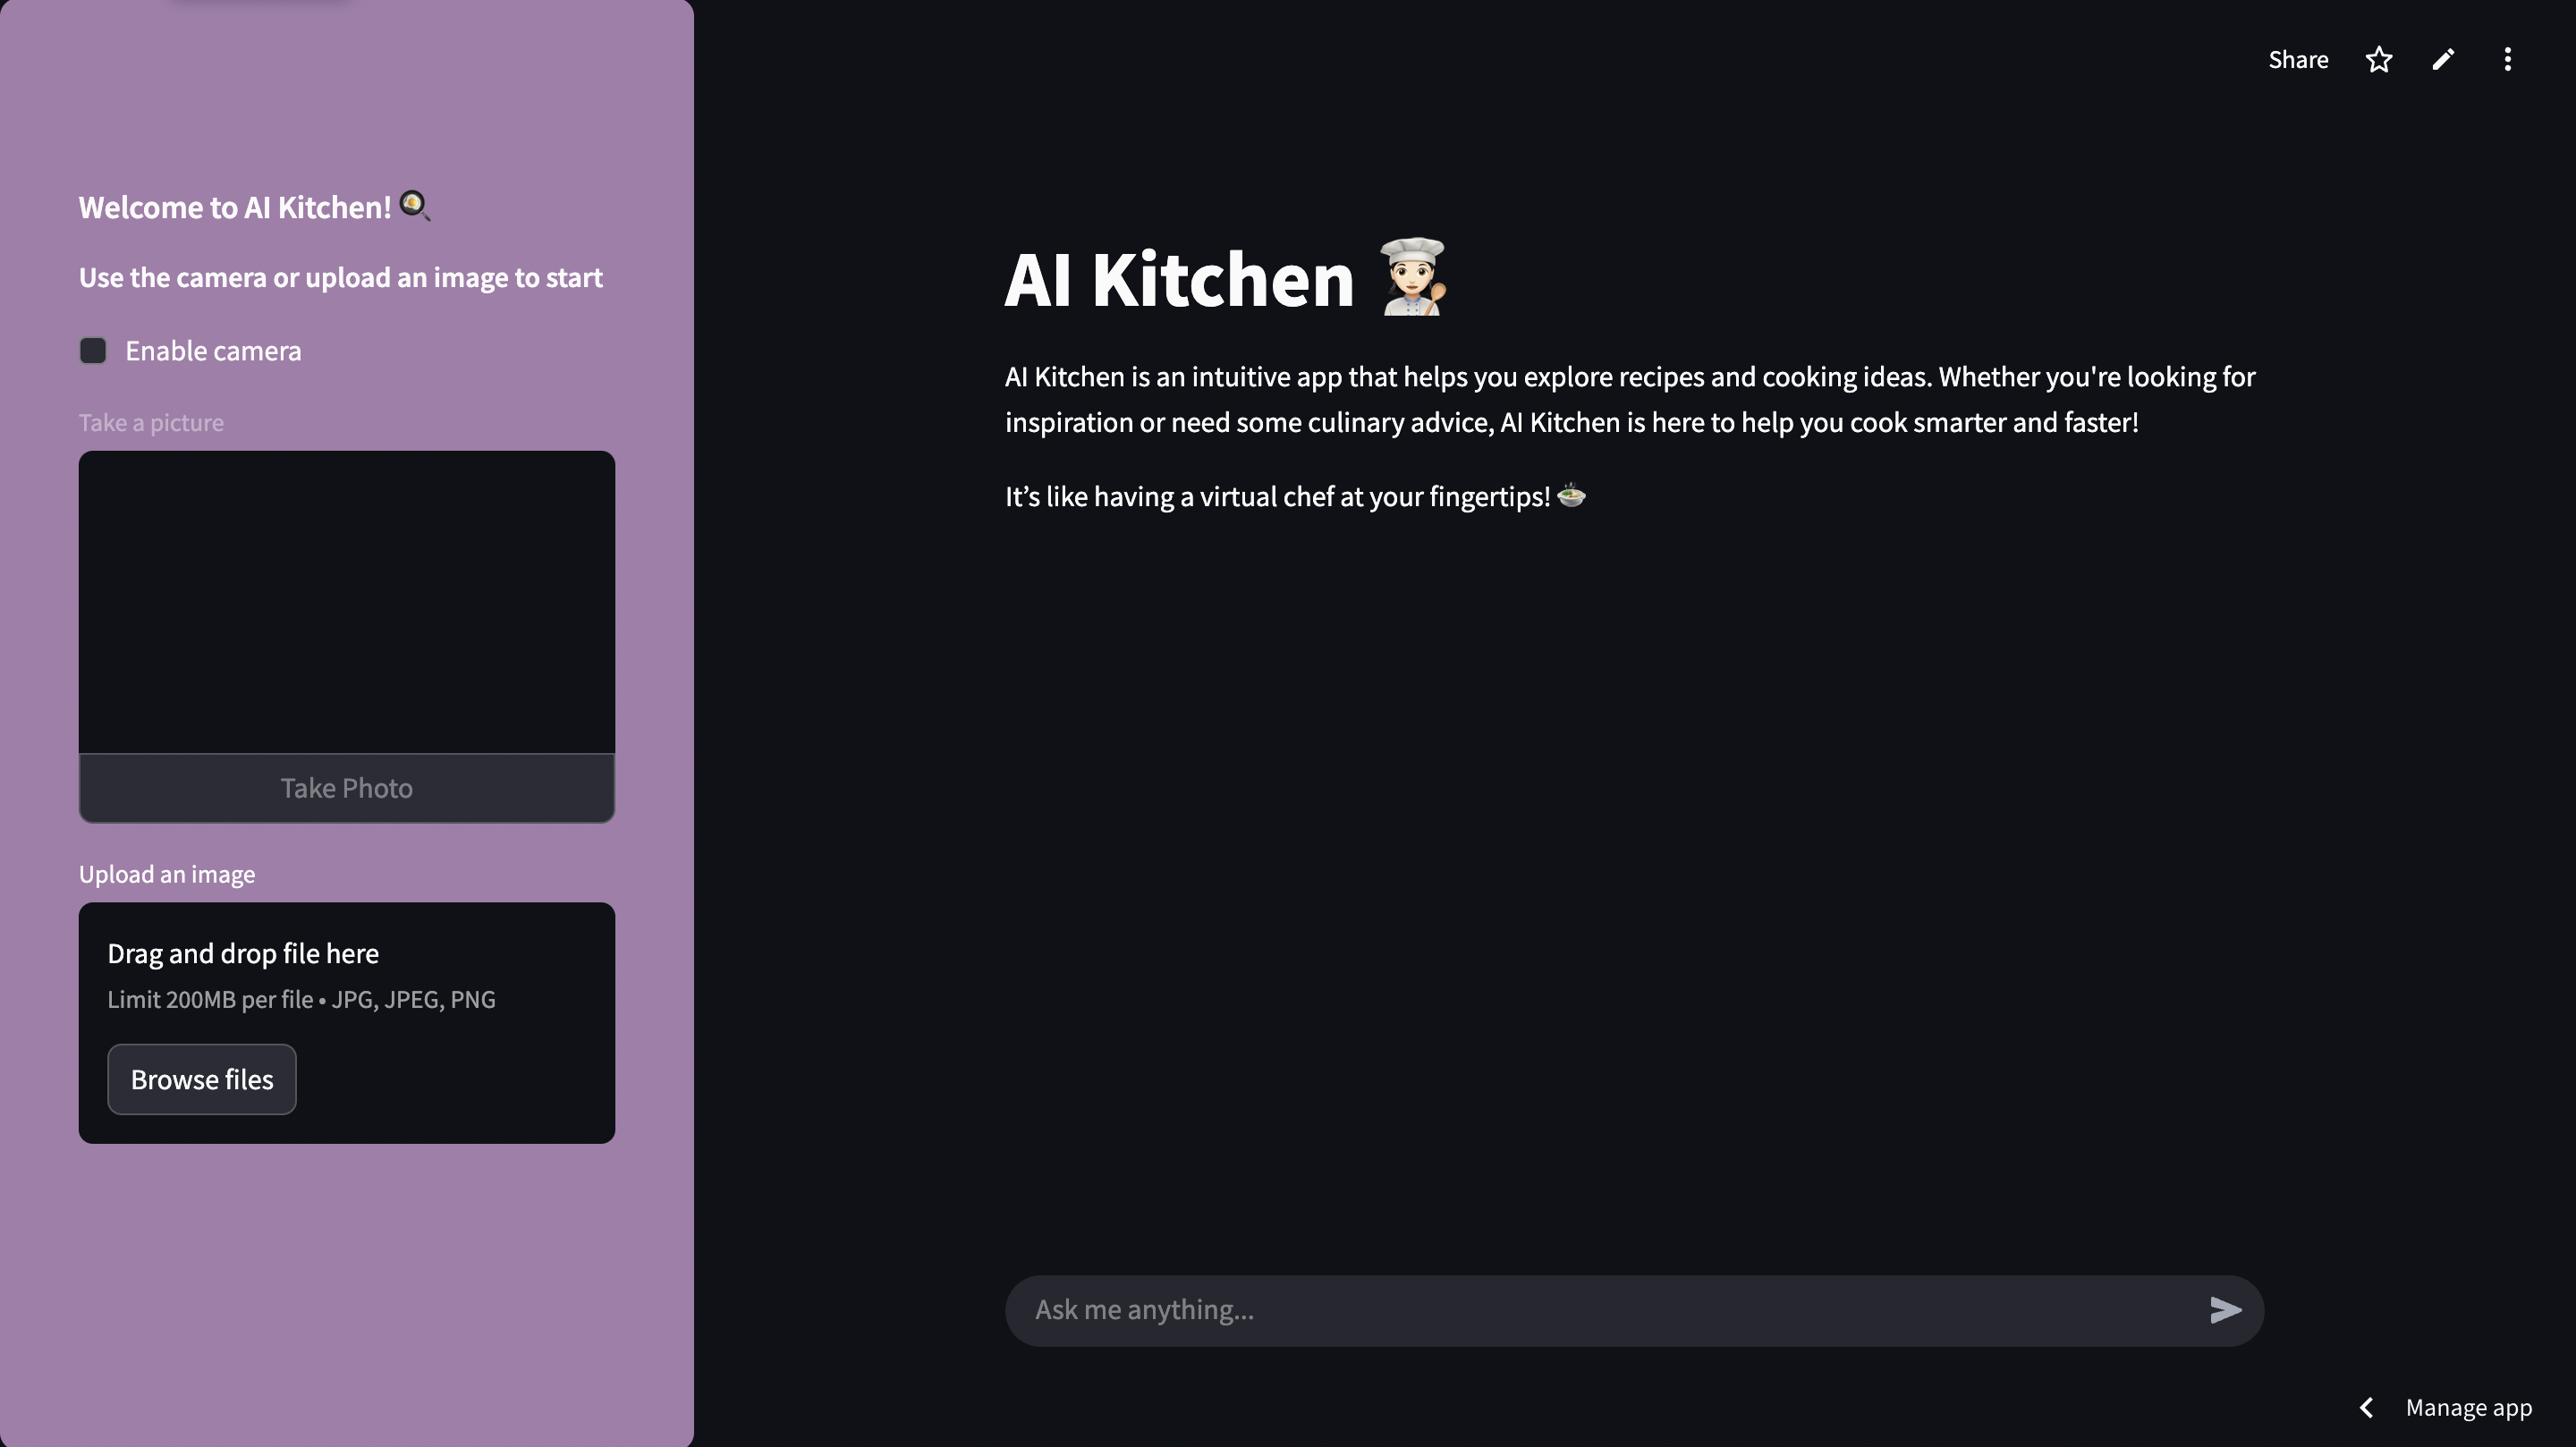 Share
Welcome to AI Kitchen!
Use the camera or upload an image to start
Enable camera
Take a picture
Take Photo
Upload an image
Drag and drop file here
Limit 200MB per file • JPG, JPEG, PNG
Browse files
AI Kitchen
AI Kitchen is an intuitive app that helps you explore recipes and cooking ideas. Whether you're looking for
inspiration or need some culinary advice, AI Kitchen is here to help you cook smarter and faster!
It’s like having a virtual chef at your fingertips!
Ask me anything...
Manage app